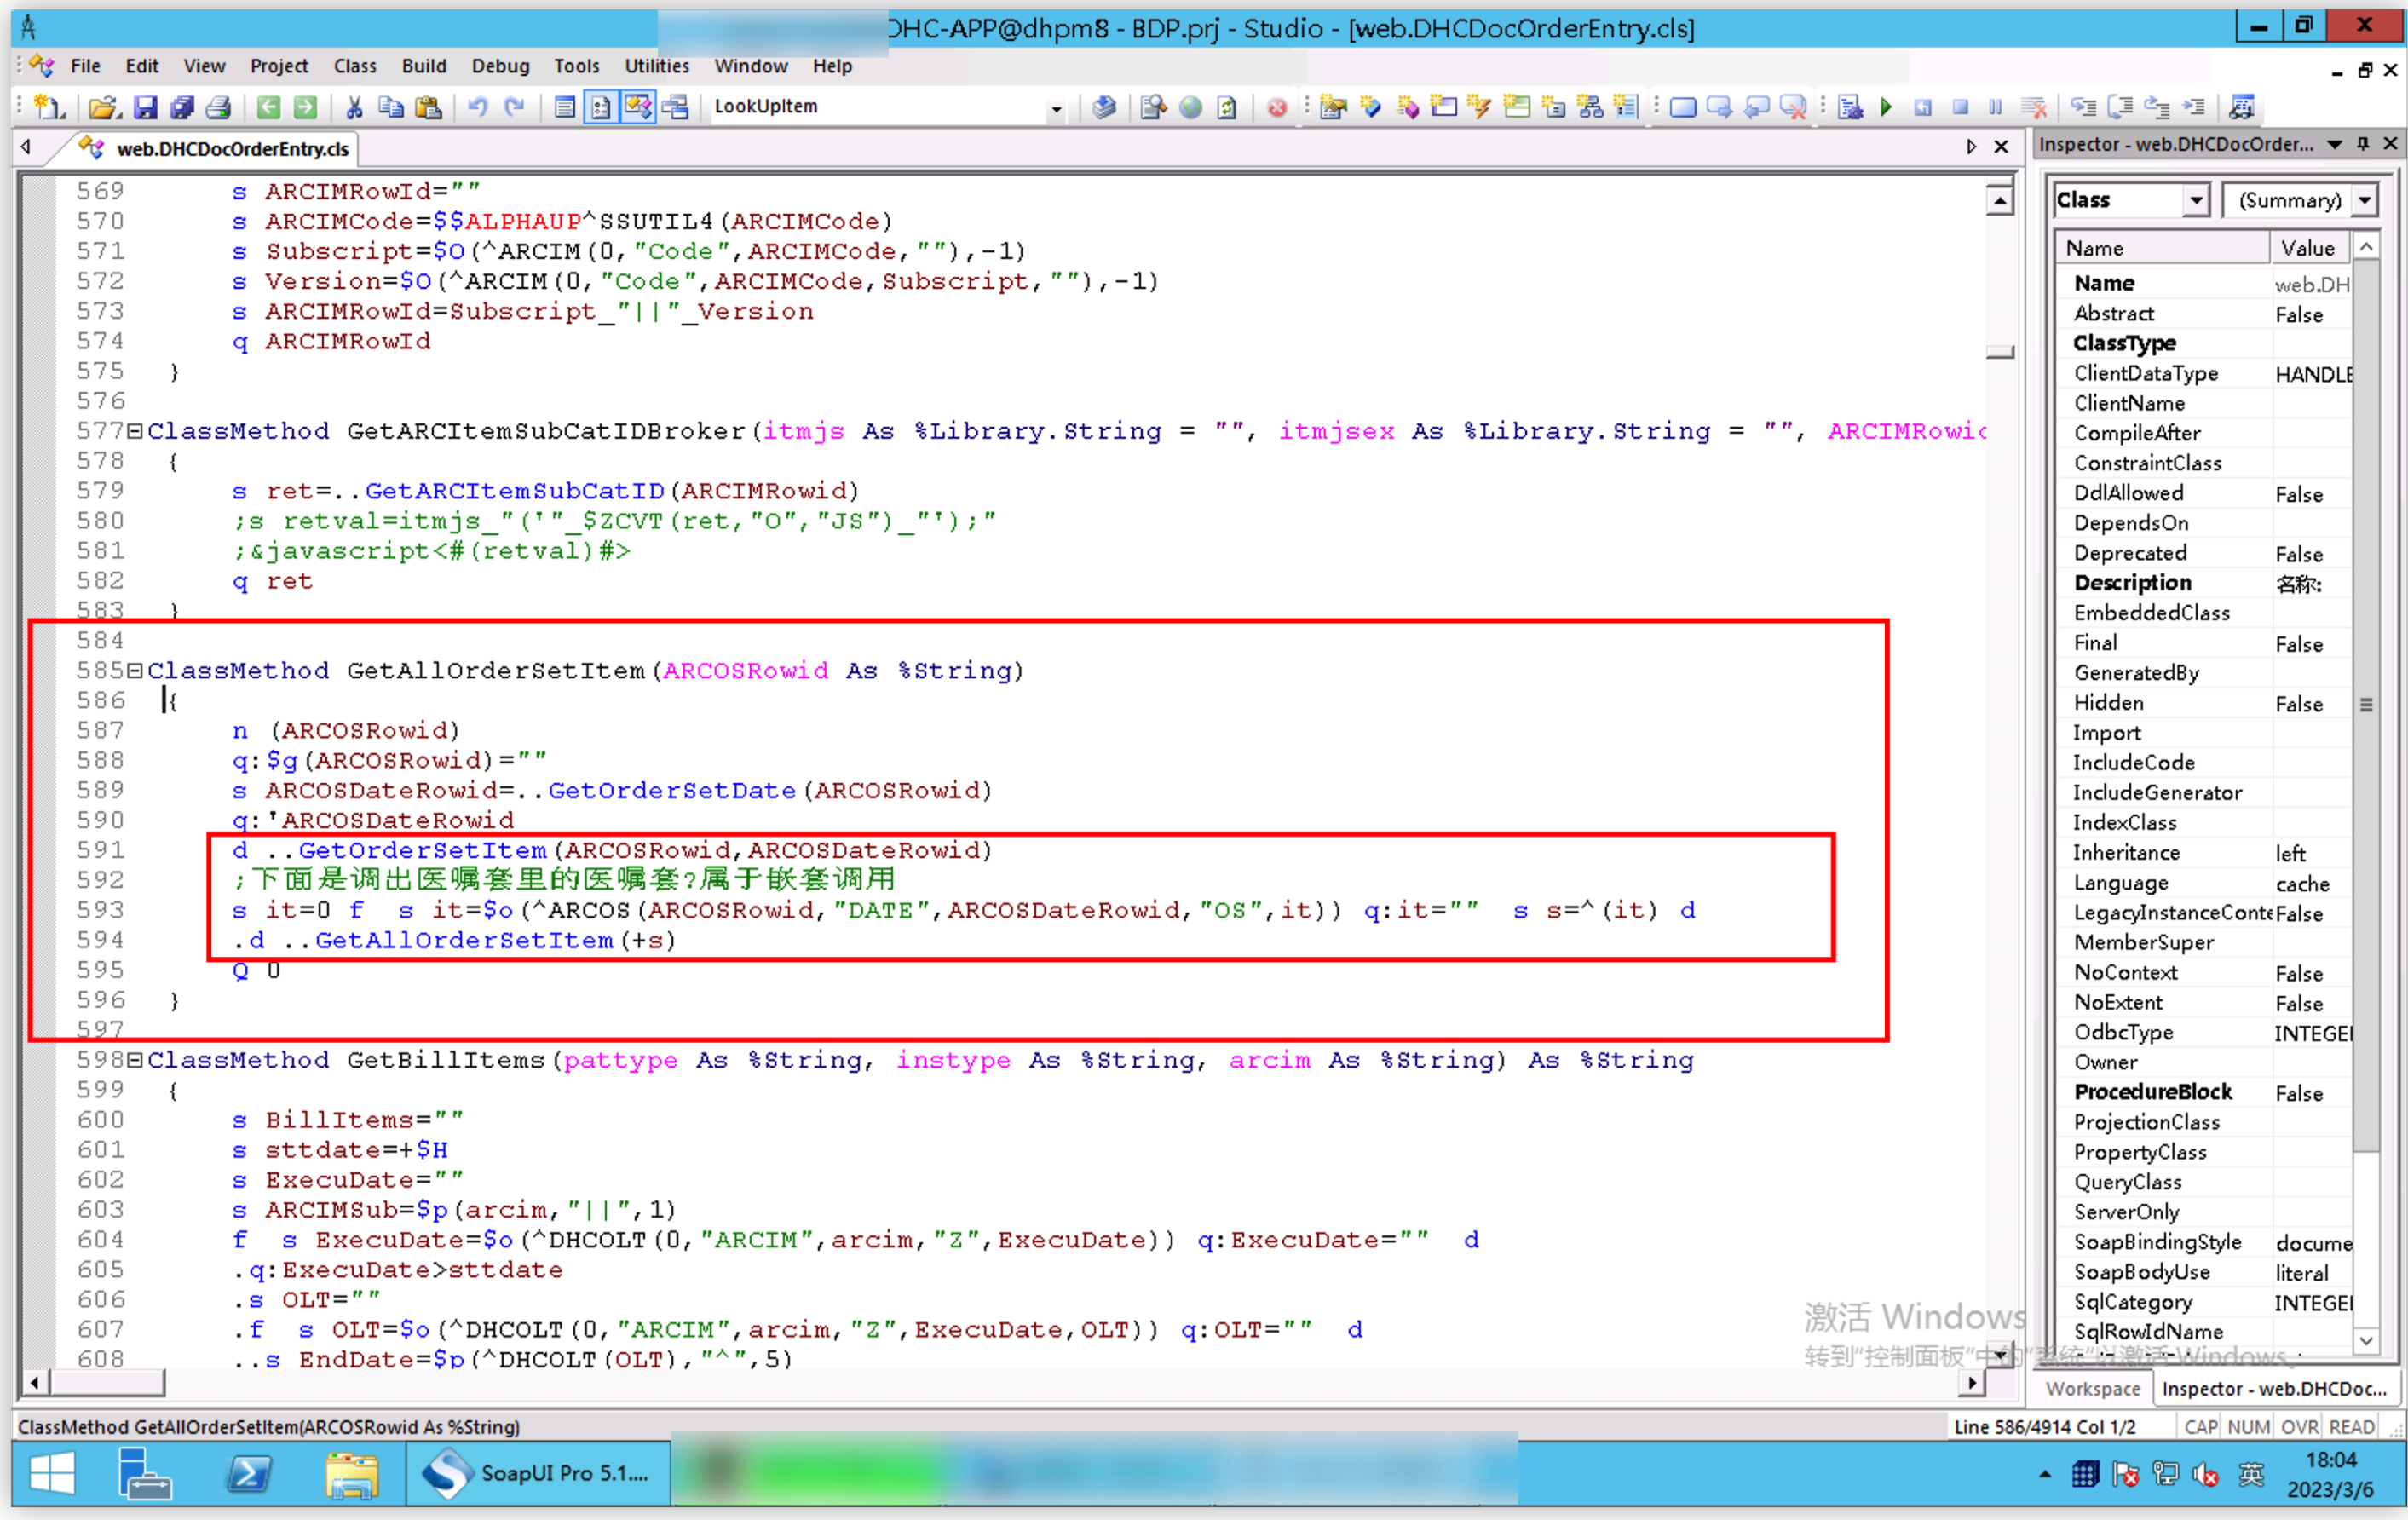 DHC-APP@dhpm8 - BDP.prj - Studio - [web.DHCDocOrderEntry.cls]
File Edit View Project Class Build Debug Tools Utilities Window Help
LookUpItem
web.DHCDocOrderEntry.cls
569 s ARCIMRowId=""
570 s ARCIMCode=$$ALPHAUP^SSUTIL4(ARCIMCode)
571 s Subscript=$O(^ARCIM(0,"Code",ARCIMCode,""),-1)
572 s Version=$O(^ARCIM(0,"Code",ARCIMCode,Subscript,""),-1)
573 s ARCIMRowId=Subscript_"||"_Version
574 q ARCIMRowId
575 }
576
577 ClassMethod GetARCItemSubCatIDBroker(itmjs As %Library.String = "", itmjsex As %Library.String = "", ARCIMRowid
578 {
579 s ret=..GetARCItemSubCatID(ARCIMRowid)
580 ;s retval=itmjs_"('"_$ZCVT(ret,"O","JS")_"');"
581 ;&javascript<#(retval)#>
582 q ret
583 }
584
585 ClassMethod GetAllOrderSetItem(ARCOSRowid As %String)
586 {
587 n (ARCOSRowid)
588 q:$g(ARCOSRowid)=""
589 s ARCOSDateRowid=..GetOrderSetDate(ARCOSRowid)
590 q:'ARCOSDateRowid
591 d ..GetOrderSetItem(ARCOSRowid,ARCOSDateRowid)
592 ;下面是调出医嘱套里的医嘱套?属于嵌套调用
593 s it=0 f  s it=$o(^ARCOS(ARCOSRowid,"DATE",ARCOSDateRowid,"OS",it)) q:it=""  s s=^(it) d
594 .d ..GetAllOrderSetItem(+s)
595 Q 0
596 }
597
598 ClassMethod GetBillItems(pattype As %String, instype As %String, arcim As %String) As %String
599 {
600 s BillItems=""
601 s sttdate=+$H
602 s ExecuDate=""
603 s ARCIMSub=$p(arcim,"||",1)
604 f  s ExecuDate=$o(^DHCOLT(0,"ARCIM",arcim,"Z",ExecuDate)) q:ExecuDate=""  d
605 .q:ExecuDate>sttdate
606 .s OLT=""
607 .f  s OLT=$o(^DHCOLT(0,"ARCIM",arcim,"Z",ExecuDate,OLT)) q:OLT=""  d
608 ..s EndDate=$p(^DHCOLT(OLT),"^",5)
Inspector - web.DHCDocOrder...
Class (Summary)
Name Value
Name web.DH
Abstract False
ClassType
ClientDataType HANDLE
ClientName
CompileAfter
ConstraintClass
DdlAllowed False
DependsOn
Deprecated False
Description 名称:
EmbeddedClass
Final False
GeneratedBy
Hidden False
Import
IncludeCode
IncludeGenerator
IndexClass
Inheritance left
Language cache
LegacyInstanceConte False
MemberSuper
NoContext False
NoExtent False
OdbcType INTEGE
Owner
ProcedureBlock False
ProjectionClass
PropertyClass
QueryClass
ServerOnly
SoapBindingStyle docume
SoapBodyUse literal
SqlCategory INTEGE
SqlRowIdName
激活 Windows
转到"控制面板"中的"系统"以激活 Windows。
Workspace Inspector - web.DHCDoc...
ClassMethod GetAllOrderSetItem(ARCOSRowid As %String)
Line 586/4914 Col 1/2 CAP NUM OVR READ
SoapUI Pro 5.1....
英
18:04
2023/3/6